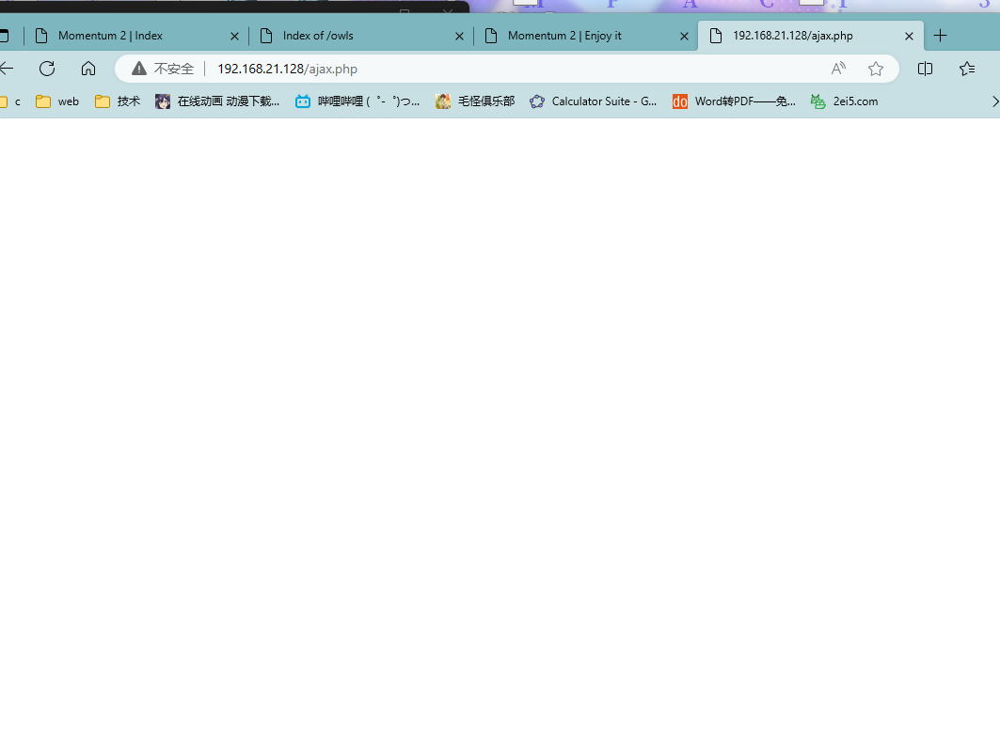 Momentum 2 | Index
Index of /owls
Momentum 2 | Enjoy it
192.168.21.128/ajax.php
不安全
192.168.21.128/ajax.php
c
web
技术
在线动画 动漫下载...
哔哩哔哩 (゜-゜)つ...
毛怪俱乐部
Calculator Suite - G...
Word转PDF——免...
2ei5.com